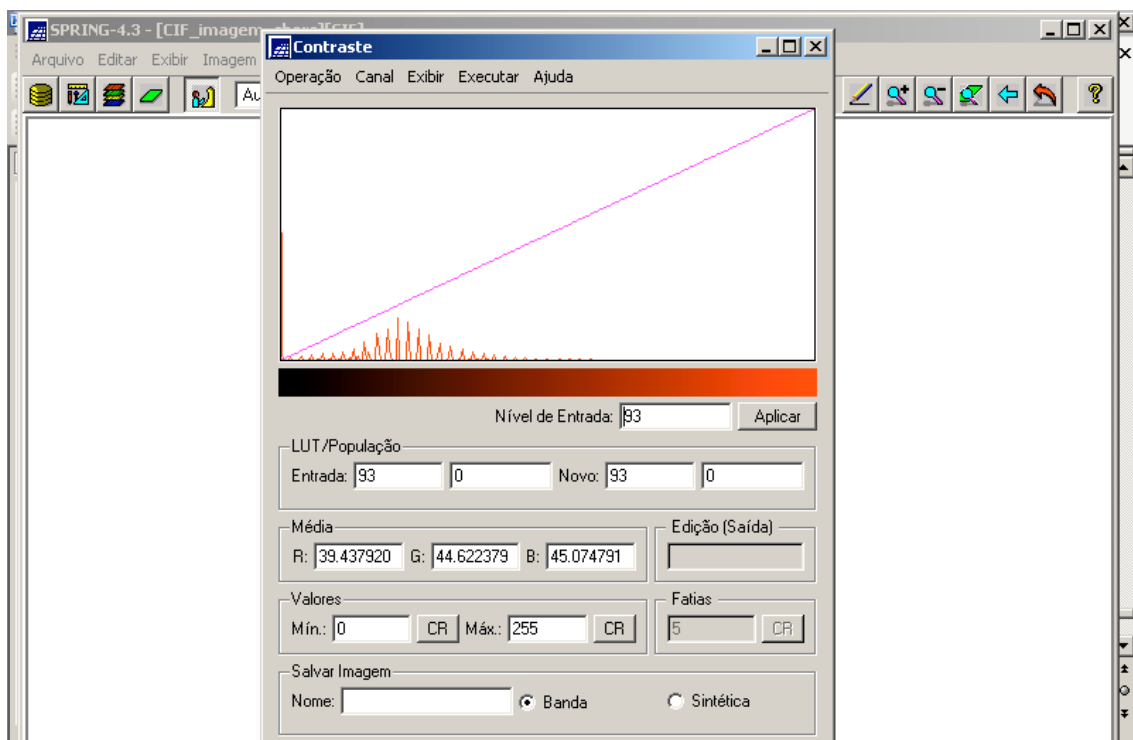 SPRING-4.3 - [CIF_imagem
Contraste
Arquivo Editar Exibir Imagem
Operação Canal Exibir Executar Ajuda
Au
Nível de Entrada: 93 Aplicar
LUT/População
Entrada: 93 0 Novo: 93 0
Média Edição (Saída)
R: 39.437920 G: 44.622379 B: 45.074791
Valores Fatias
Mín.: 0 CR Máx.: 255 CR 5 CR
Salvar Imagem
Nome: Banda Sintética